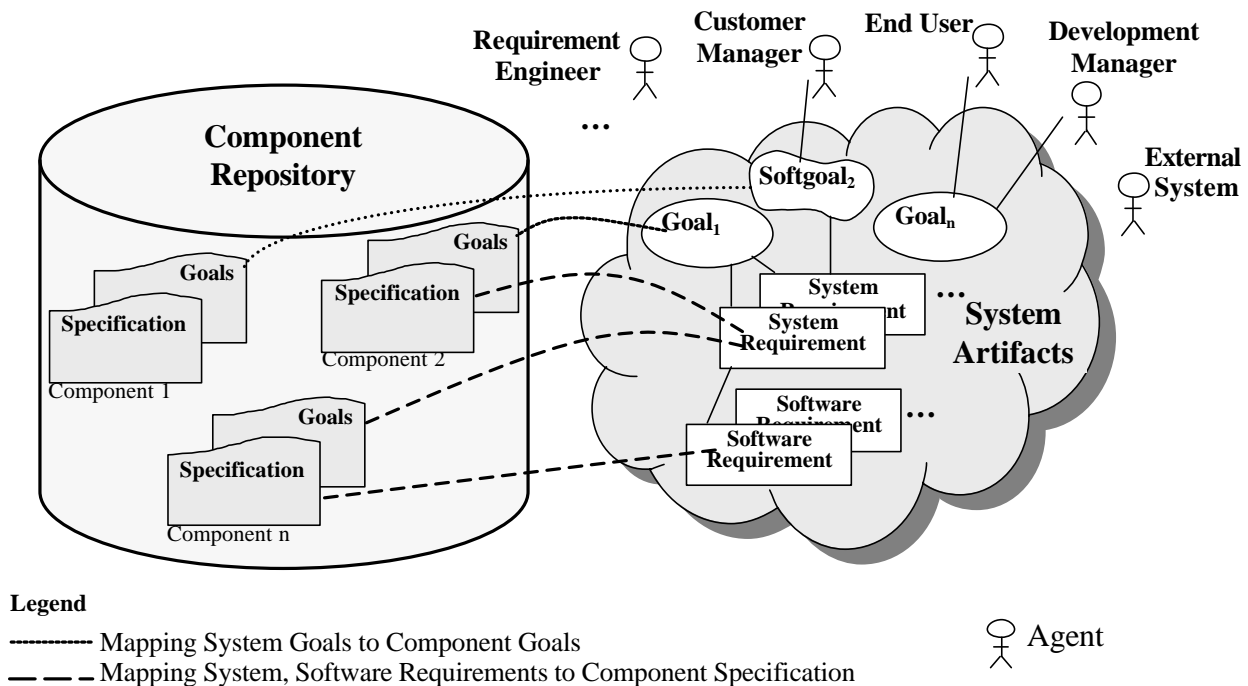 Requirement
Engineer
Customer
Manager
End User
Development
Manager
External
System
...
Component
Repository
Goals
Specification
Component 1
Goals
Specification
Component 2
Goals
Specification
Component n
Softgoal2
Goal1
Goaln
System
Requirement
...
System
Requirement
System
Artifacts
Software
Requirement
...
Software
Requirement
Legend
Mapping System Goals to Component Goals
Mapping System, Software Requirements to Component Specification
Agent